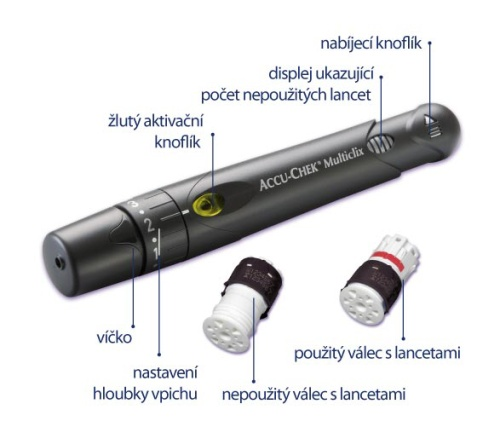 nabíjecí knoflík
displej ukazující
počet nepoužitých lancet
žlutý aktivační
knoflík
ACCU-CHEK® Multiclix
3
2
1
víčko
nastavení
hloubky vpichu
použitý válec s lancetami
nepoužitý válec s lancetami